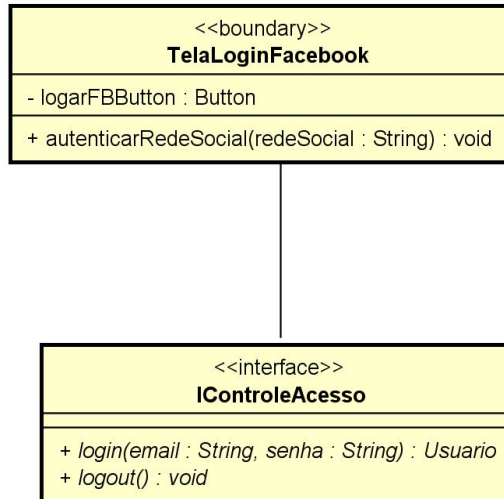 <<boundary>>
TelaLoginFacebook
- logarFBButton : Button
+ autenticarRedeSocial(redeSocial : String) : void
<<interface>>
IControleAcesso
+ login(email : String, senha : String) : Usuario
+ logout() : void